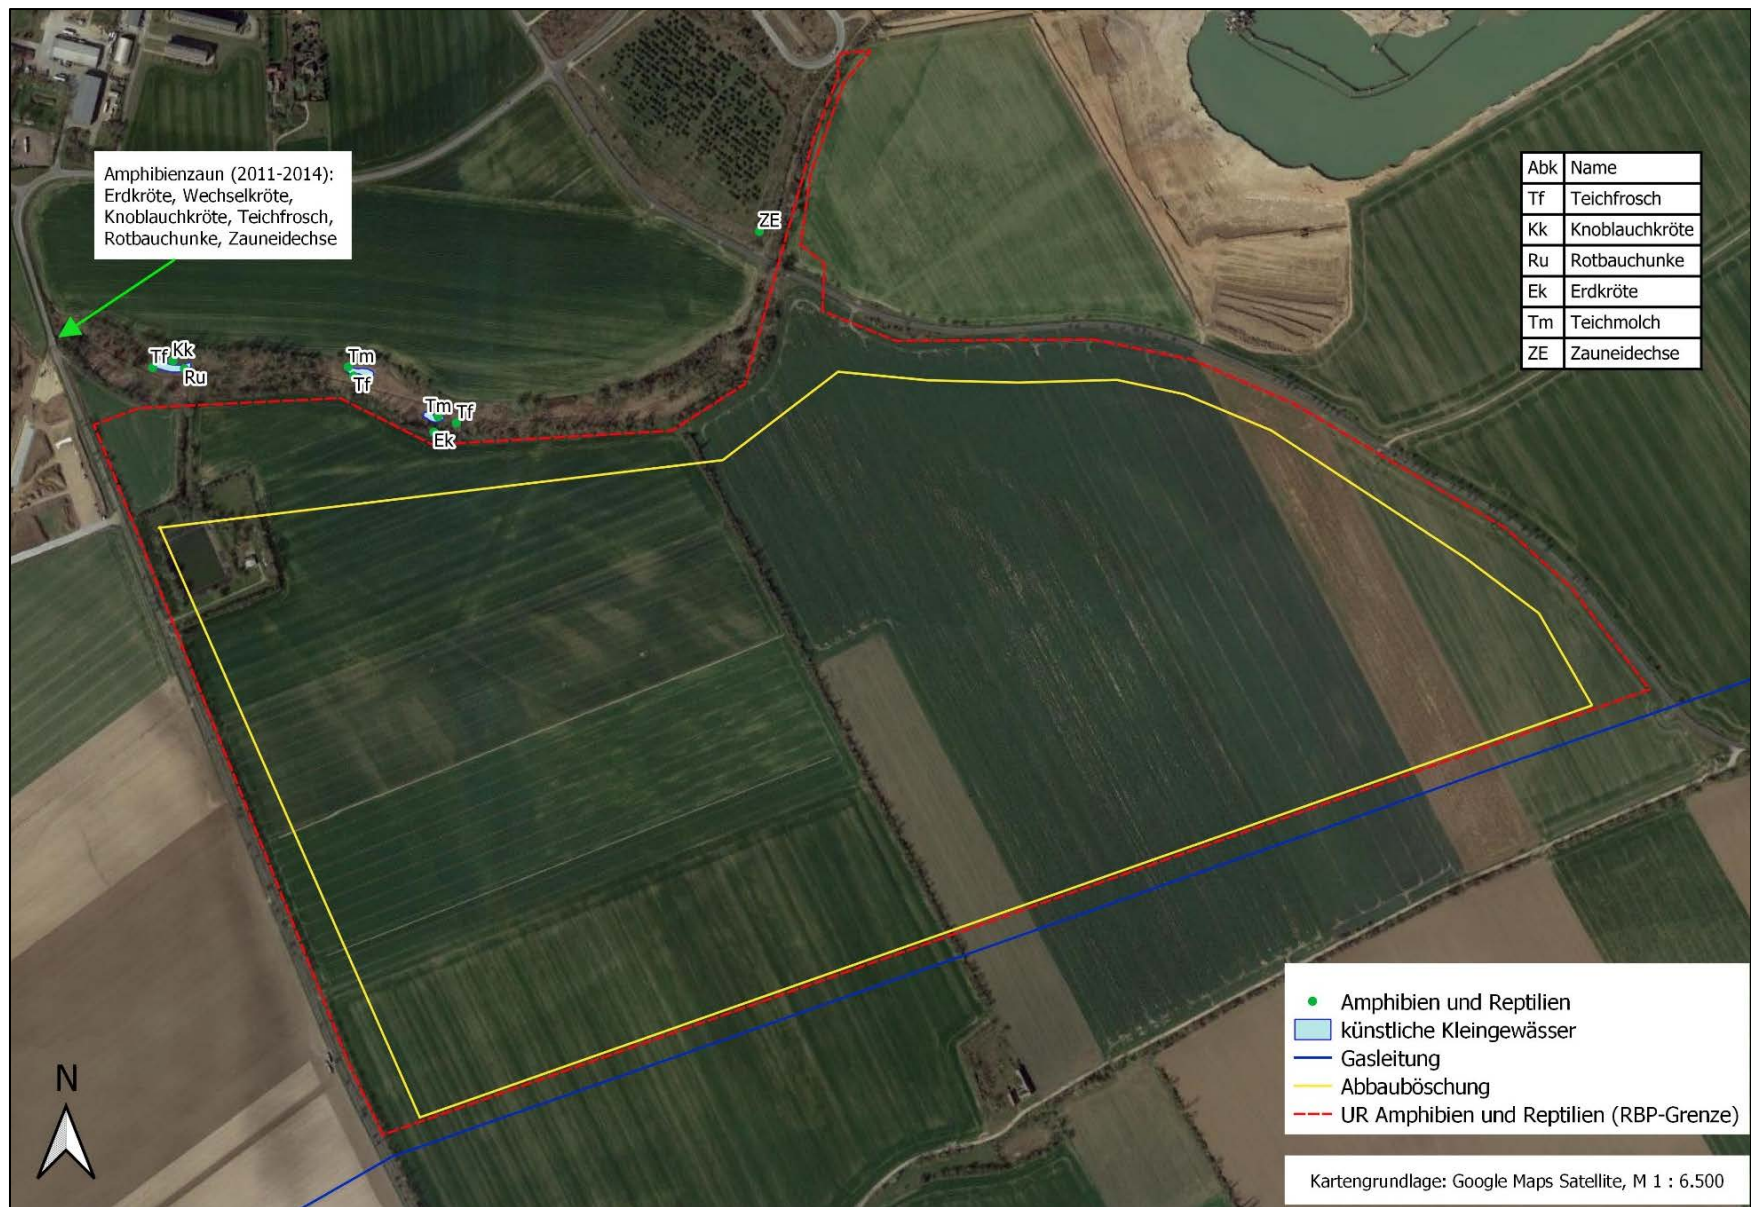 Amphibienzaun (2011-2014):
Erdkröte, Wechselkröte,
Knoblauchkröte, Teichfrosch,
Rotbauchunke, Zauneidechse
ZE
Abk Name
Tf Teichfrosch
Kk Knoblauchkröte
Ru Rotbauchunke
Ek Erdkröte
Tm Teichmolch
ZE Zauneidechse
Tf Kk
Ru
Tm
Tf
Tm Tf
Ek
N
Amphibien und Reptilien
künstliche Kleingewässer
Gasleitung
Abbauböschung
UR Amphibien und Reptilien (RBP-Grenze)
Kartengrundlage: Google Maps Satellite, M 1 : 6.500